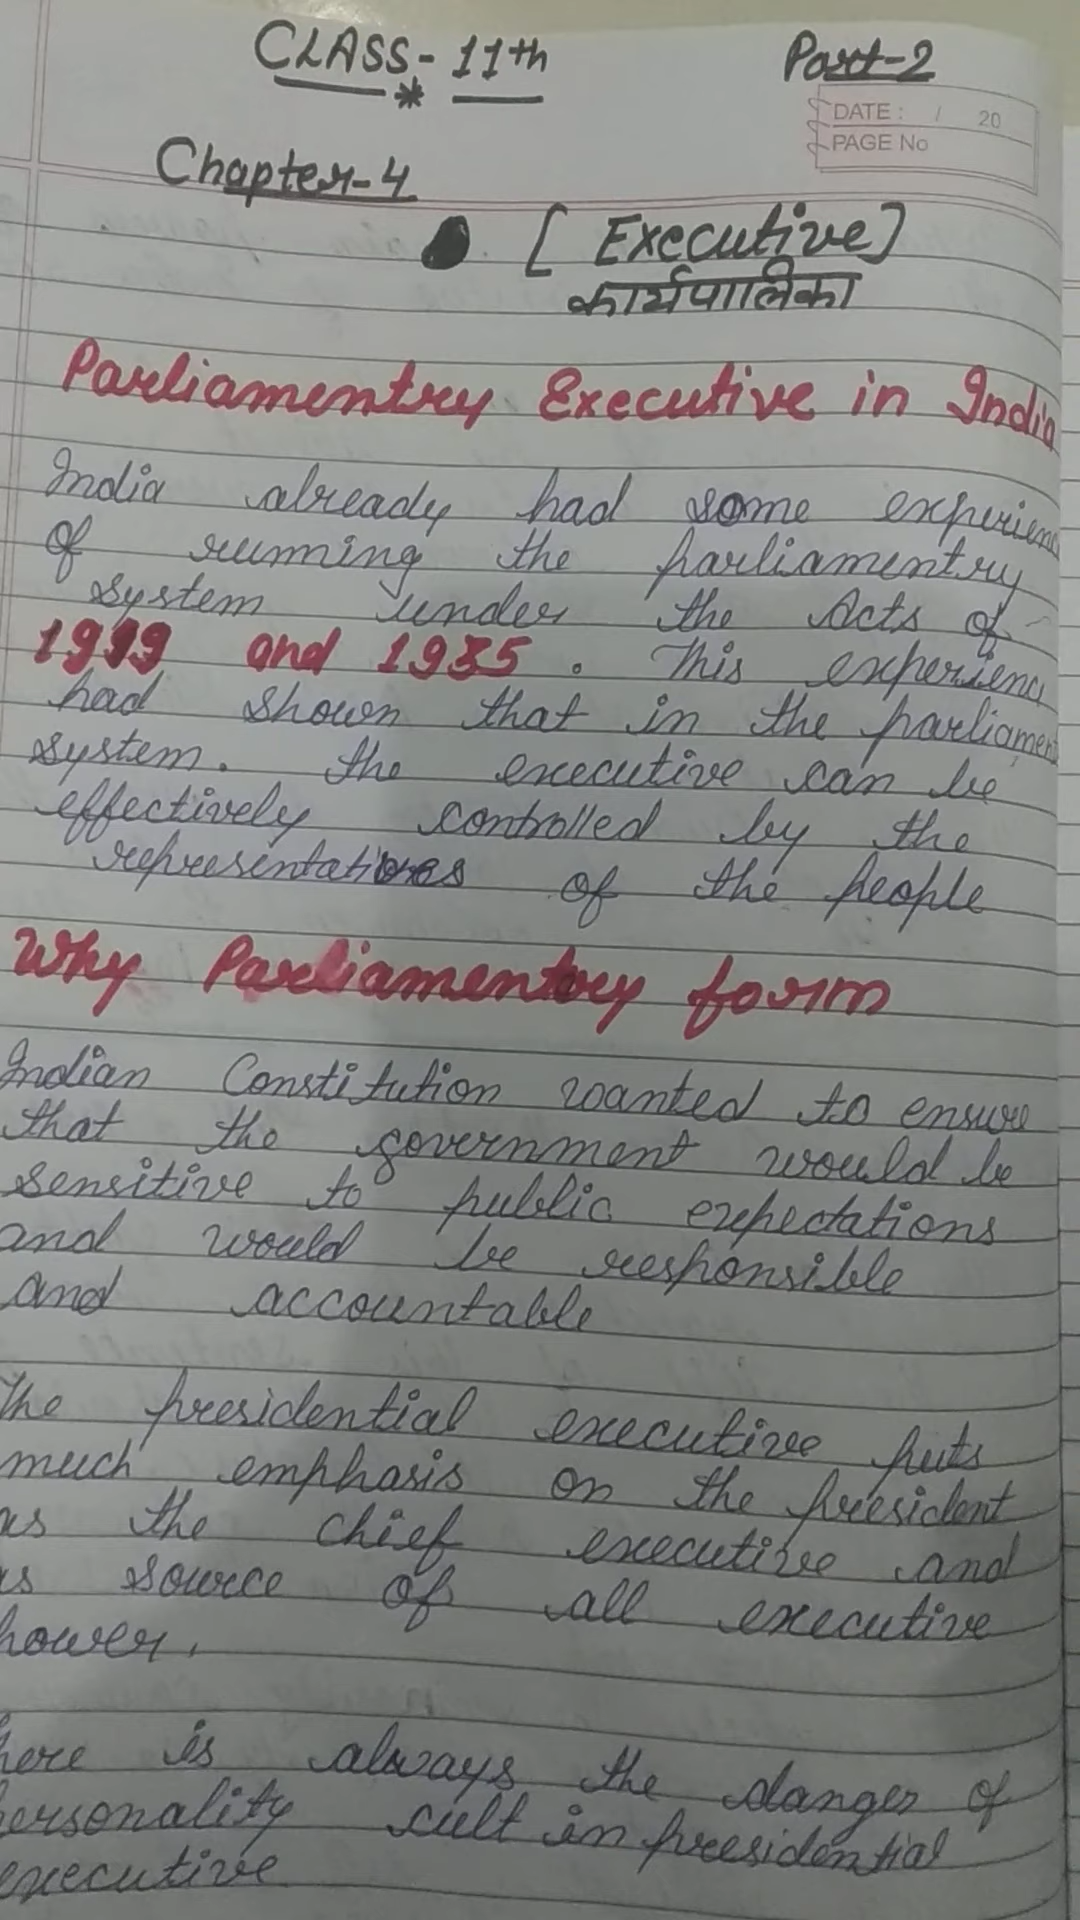 CLASS- 11th
Part-2
DATE : / 20
PAGE No
Chapter-4
[ Executive]
कार्यपालिका
Parliamentry Executive in India
India already had some experienc
of running the parliamentry
system under the Acts of
1919 and 1935. This experienc
had shown that in the parliament
system. the executive can be
effectively controlled by the
representatives of the people
Why Parliamentory form
Indian Constitution wanted to ensure
that the government would be
sensitive to public expectations
and would be responsible
and accountable
The presidential executive puts
much emphasis on the president
as the chief executive and
as source of all executive
power.
here is always the danger of
personality cult in presidential
executive